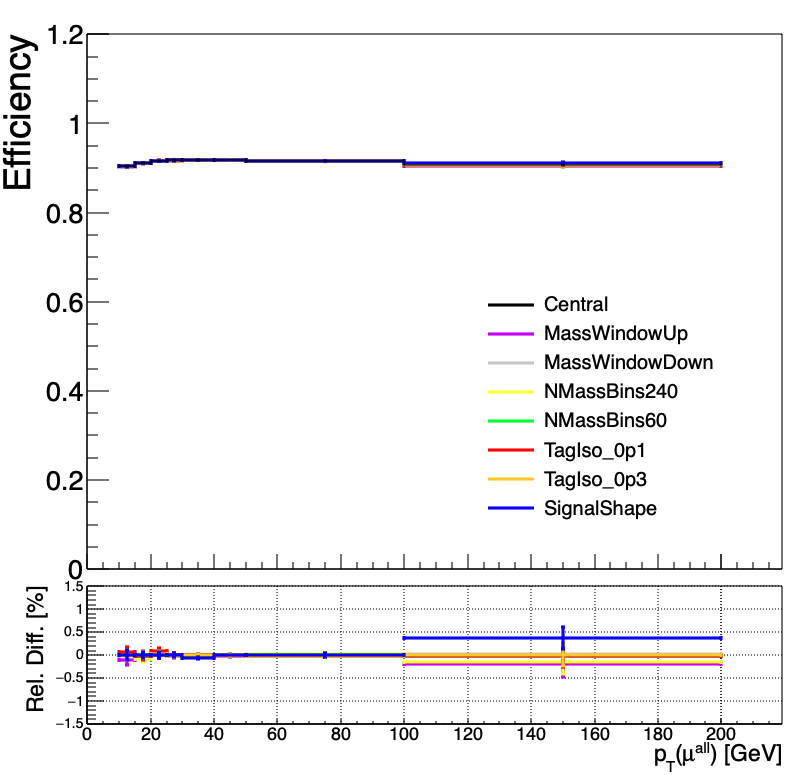 Efficiency
1.2
1
0.8
0.6
0.4
0.2
0
Central
MassWindowUp
MassWindowDown
NMassBins240
NMassBins60
TagIso_0p1
TagIso_0p3
SignalShape
Rel. Diff. [%]
1.5
1
0.5
0
−0.5
−1
−1.5
0 20 40 60 80 100 120 140 160 180 200
p_T(μ^all) [GeV]